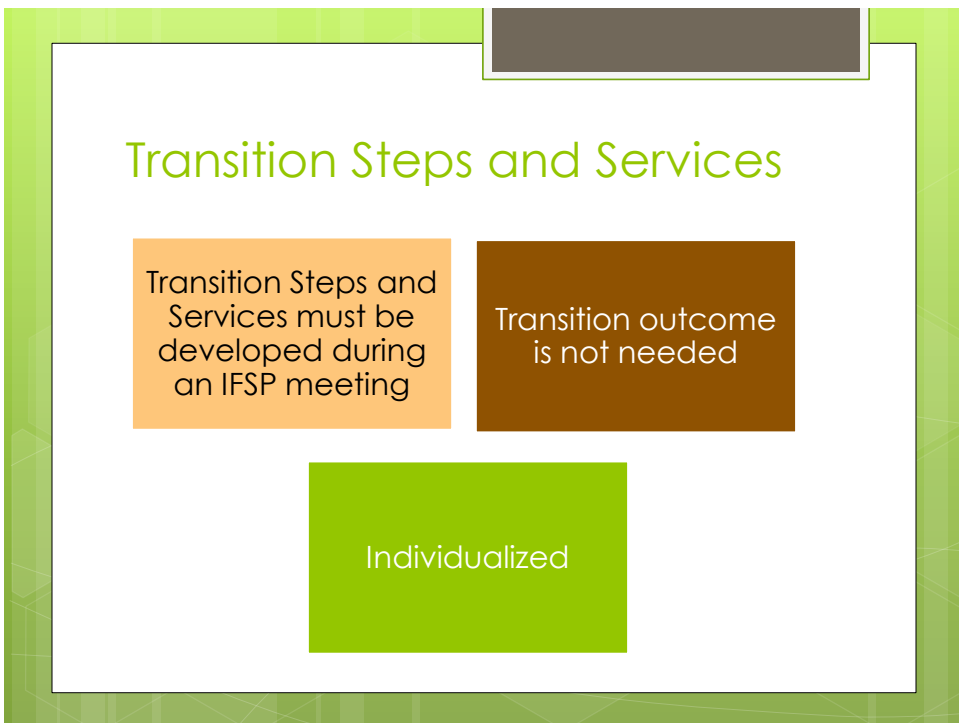 Transition Steps and Services
Transition Steps and
Services must be
developed during
an IFSP meeting
Transition outcome
is not needed
Individualized